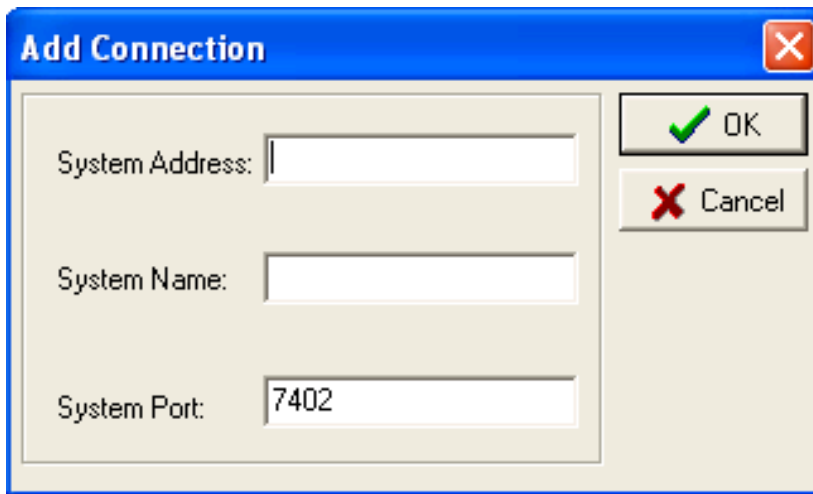 Add Connection
System Address:
OK
Cancel
System Name:
System Port: 7402